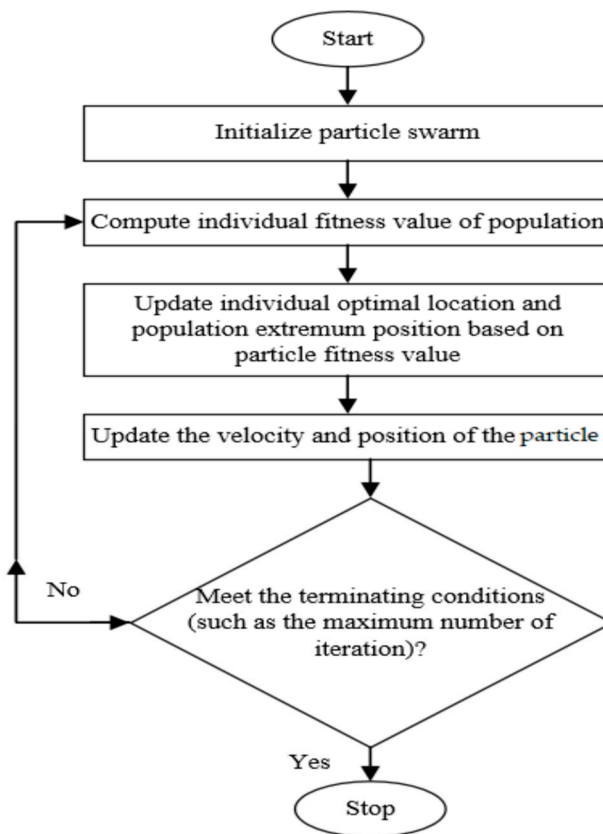 Start
Initialize particle swarm
Compute individual fitness value of population
Update individual optimal location and
population extremum position based on
particle fitness value
Update the velocity and position of the particle
Meet the terminating conditions
(such as the maximum number of
iteration)?
No
Yes
Stop